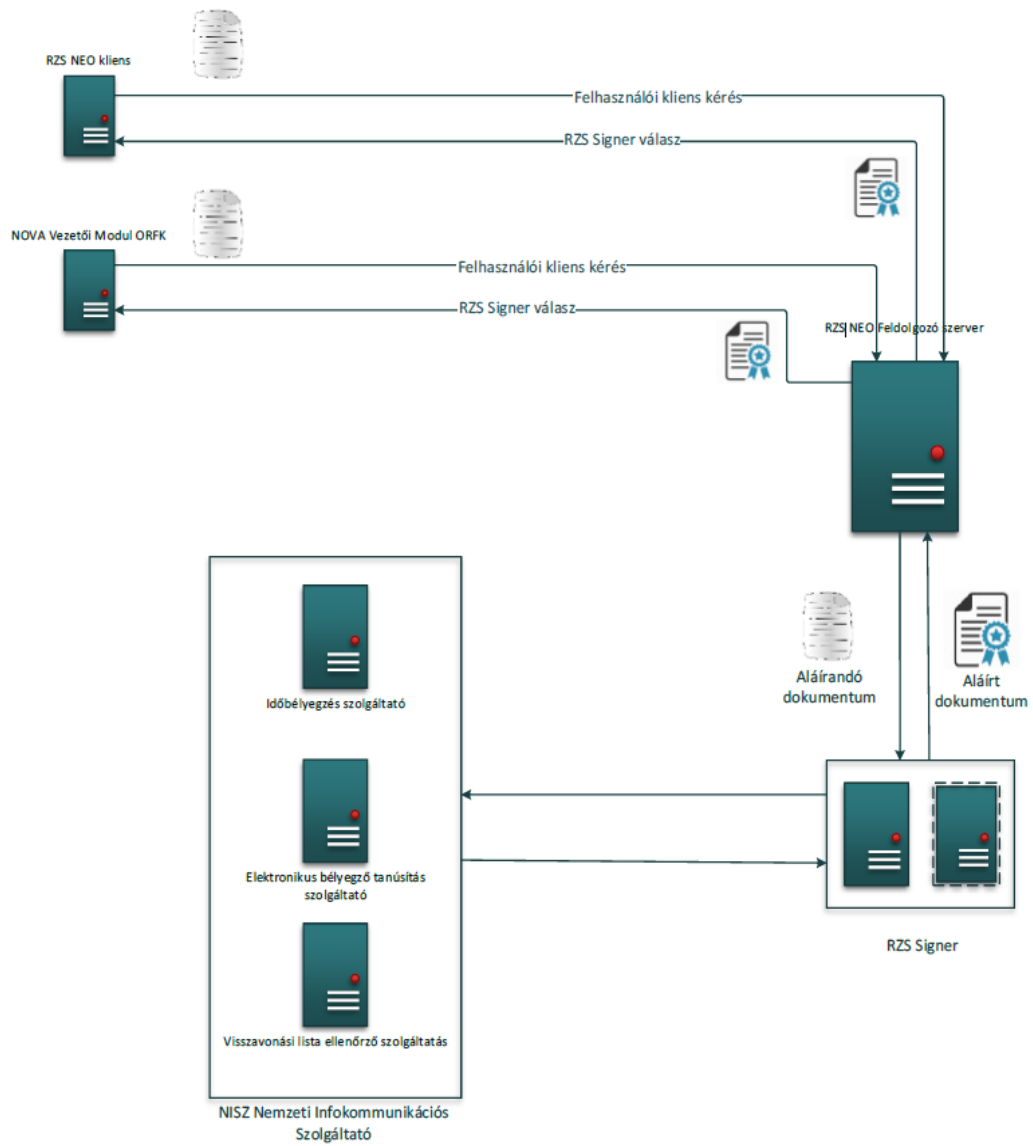 RZS NEO kliens
Felhasználói kliens kérés
RZS Signer válasz
NOVA Vezetői Modul ORFK
Felhasználói kliens kérés
RZS Signer válasz
RZS NEO Feldolgozó szerver
Aláírandó
dokumentum
Aláírt
dokumentum
Időbélyegzés szolgáltató
Elektronikus bélyegző tanúsítás
szolgáltató
Visszavonási lista ellenőrző szolgáltatás
RZS Signer
NISZ Nemzeti Infokommunikációs
Szolgáltató